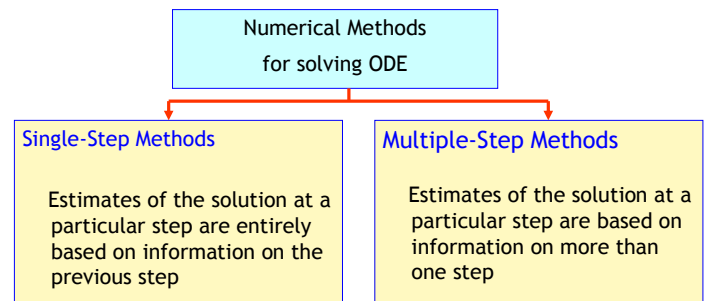 Numerical Methods
for solving ODE
Single-Step Methods
Estimates of the solution at a
particular step are entirely
based on information on the
previous step
Multiple-Step Methods
Estimates of the solution at a
particular step are based on
information on more than
one step